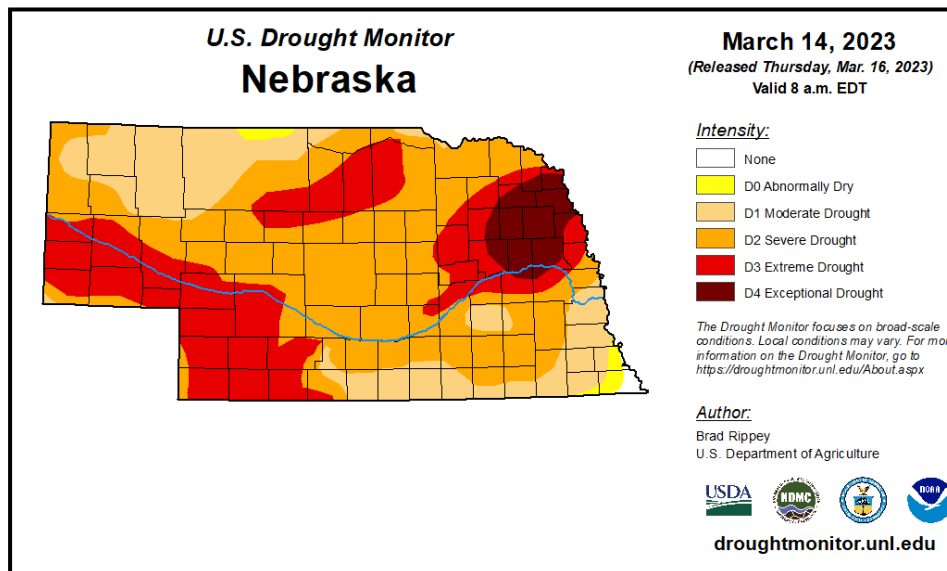 U.S. Drought Monitor
Nebraska
March 14, 2023
(Released Thursday, Mar. 16, 2023)
Valid 8 a.m. EDT
Intensity:
None
D0 Abnormally Dry
D1 Moderate Drought
D2 Severe Drought
D3 Extreme Drought
D4 Exceptional Drought
The Drought Monitor focuses on broad-scale
conditions. Local conditions may vary. For mor
information on the Drought Monitor, go to
https://droughtmonitor.unl.edu/About.aspx
Author:
Brad Rippey
U.S. Department of Agriculture
USDA
NDMC
NOAA
droughtmonitor.unl.edu